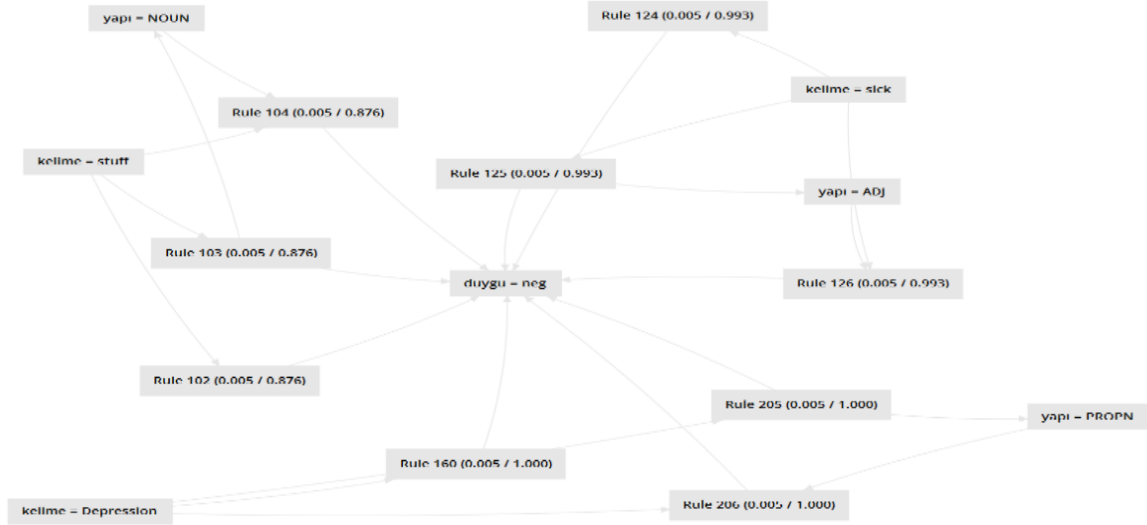 yapı = NOUN
Rule 124 (0.005 / 0.993)
kelime = sick
Rule 104 (0.005 / 0.876)
kelime = stuff
Rule 125 (0.005 / 0.993)
yapı = ADJ
Rule 103 (0.005 / 0.876)
duygu = neg
Rule 126 (0.005 / 0.993)
Rule 102 (0.005 / 0.876)
Rule 205 (0.005 / 1.000)
yapı = PROPN
Rule 160 (0.005 / 1.000)
kelime = Depression
Rule 206 (0.005 / 1.000)